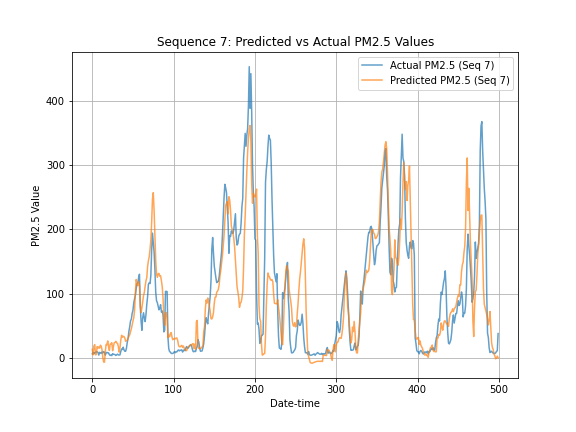 Sequence 7: Predicted vs Actual PM2.5 Values
Actual PM2.5 (Seq 7)
Predicted PM2.5 (Seq 7)
400
300
200
100
0
PM2.5 Value
0 100 200 300 400 500
Date-time